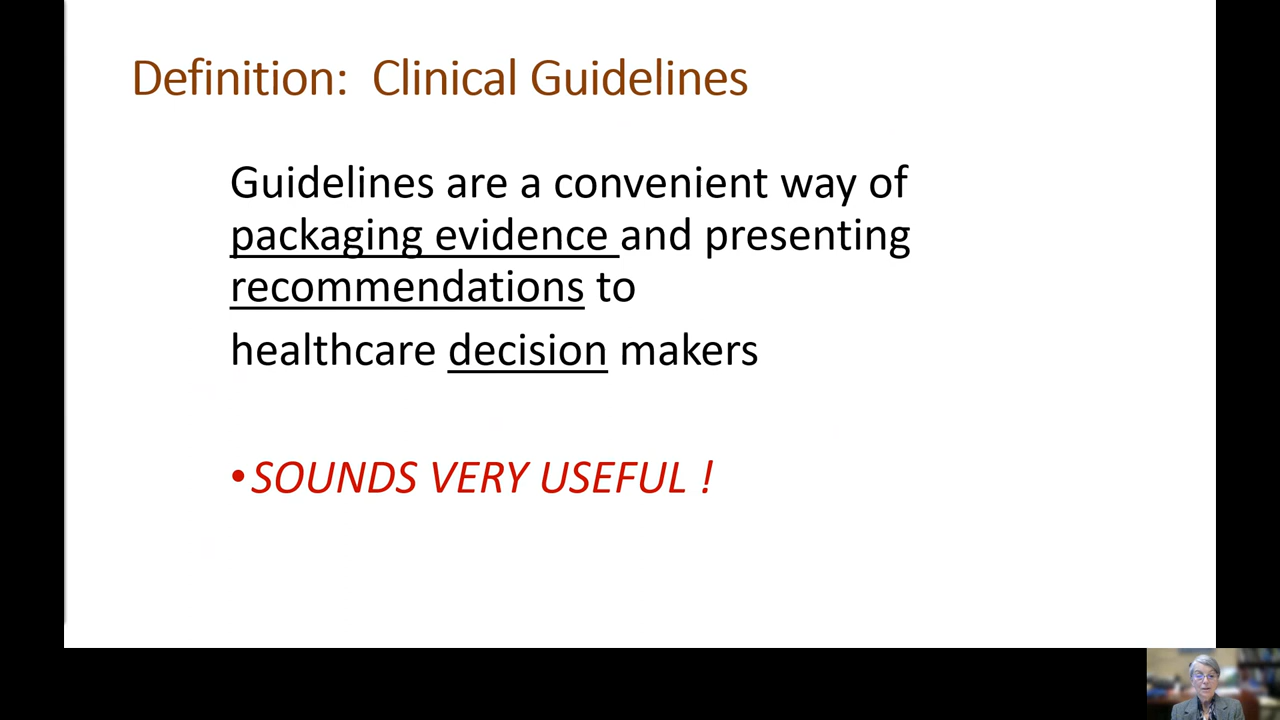 Definition: Clinical Guidelines
Guidelines are a convenient way of
packaging evidence and presenting
recommendations to
healthcare decision makers
•SOUNDS VERY USEFUL !